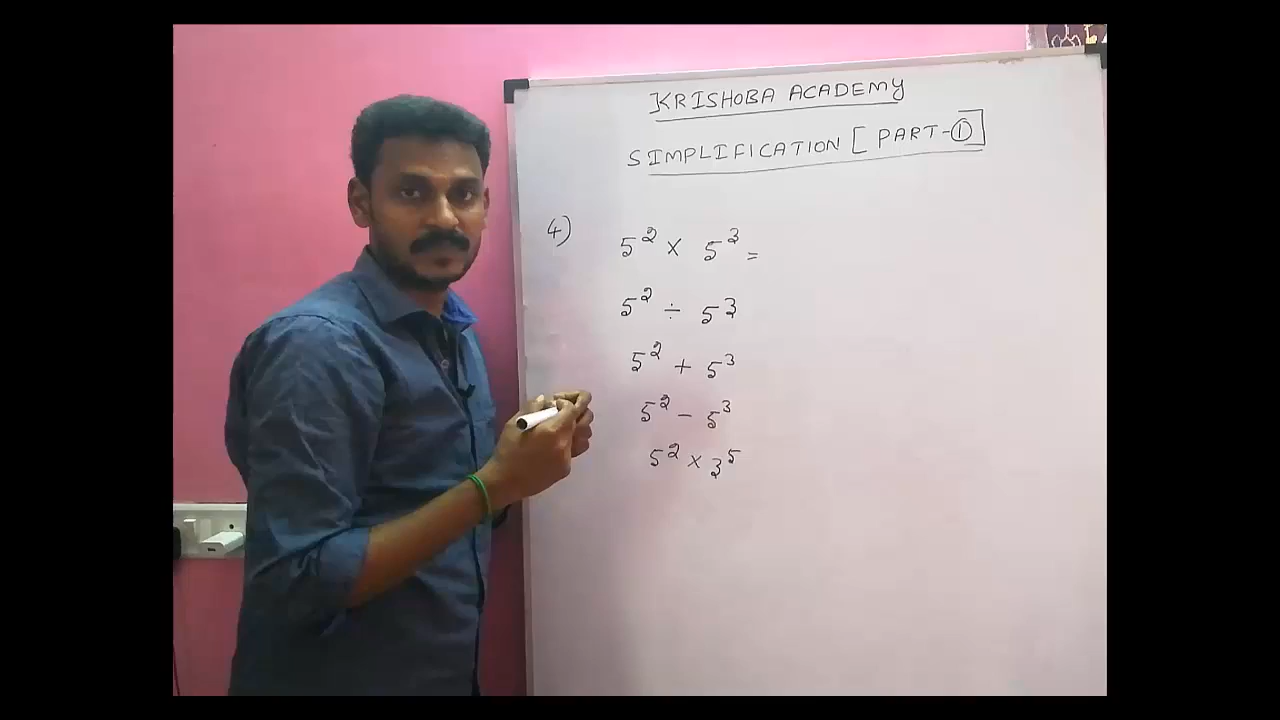 KRISHOBA ACADEMY
SIMPLIFICATION [ PART-①]
4) 5² × 5³ =
5² ÷ 5³
5² + 5³
5² - 5³
5² × 3⁵